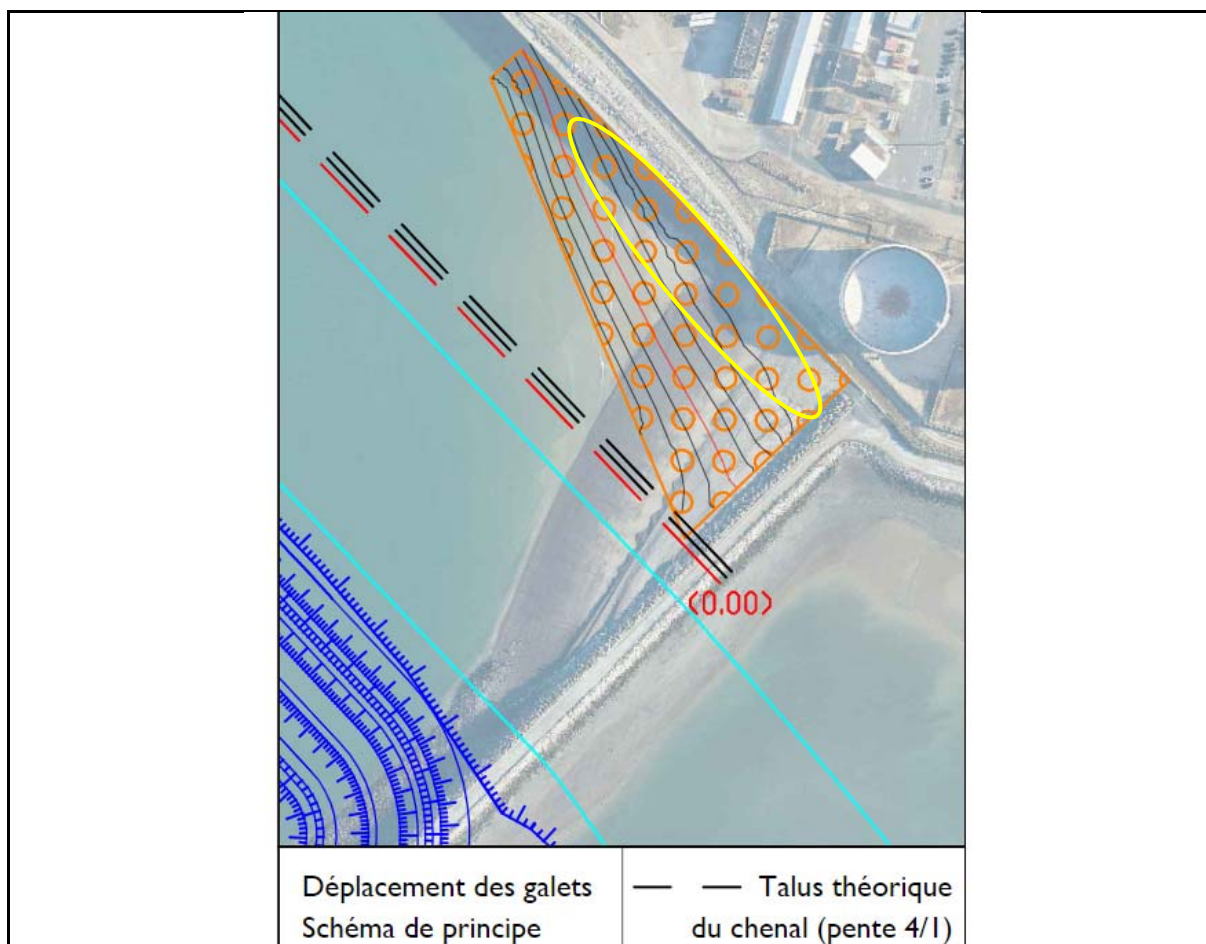 (0.00)
Déplacement des galets
Schéma de principe
— — Talus théorique
du chenal (pente 4/1)